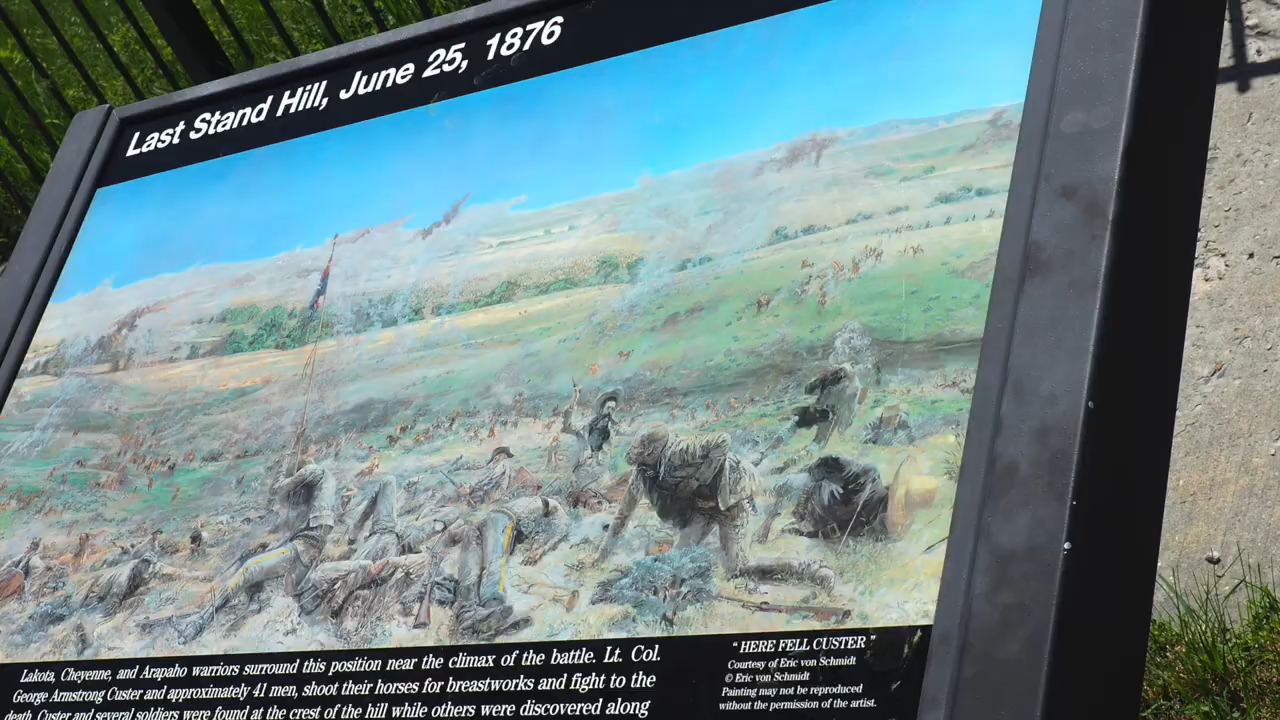 Last Stand Hill, June 25, 1876
Lakota, Cheyenne, and Arapaho warriors surround this position near the climax of the battle. Lt. Col.
George Armstrong Custer and approximately 41 men, shoot their horses for breastworks and fight to the
death. Custer and several soldiers were found at the crest of the hill while others were discovered along
" HERE FELL CUSTER "
Courtesy of Eric von Schmidt
© Eric von Schmidt
Painting may not be reproduced
without the permission of the artist.